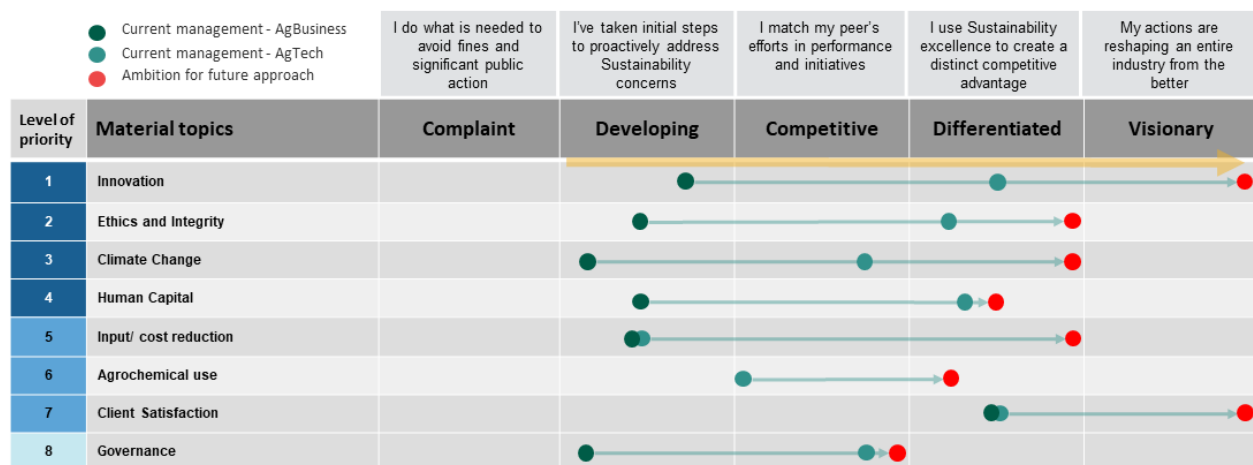 Current management - AgBusiness
Current management - AgTech
Ambition for future approach
I do what is needed to
avoid fines and
significant public
action
I've taken initial steps
to proactively address
Sustainability
concerns
I match my peer's
efforts in performance
and initiatives
I use Sustainability
excellence to create a
distinct competitive
advantage
My actions are
reshaping an entire
industry from the
better
Level of
priority
Material topics
Complaint
Developing
Competitive
Differentiated
Visionary
1 Innovation
2 Ethics and Integrity
3 Climate Change
4 Human Capital
5 Input/ cost reduction
6 Agrochemical use
7 Client Satisfaction
8 Governance